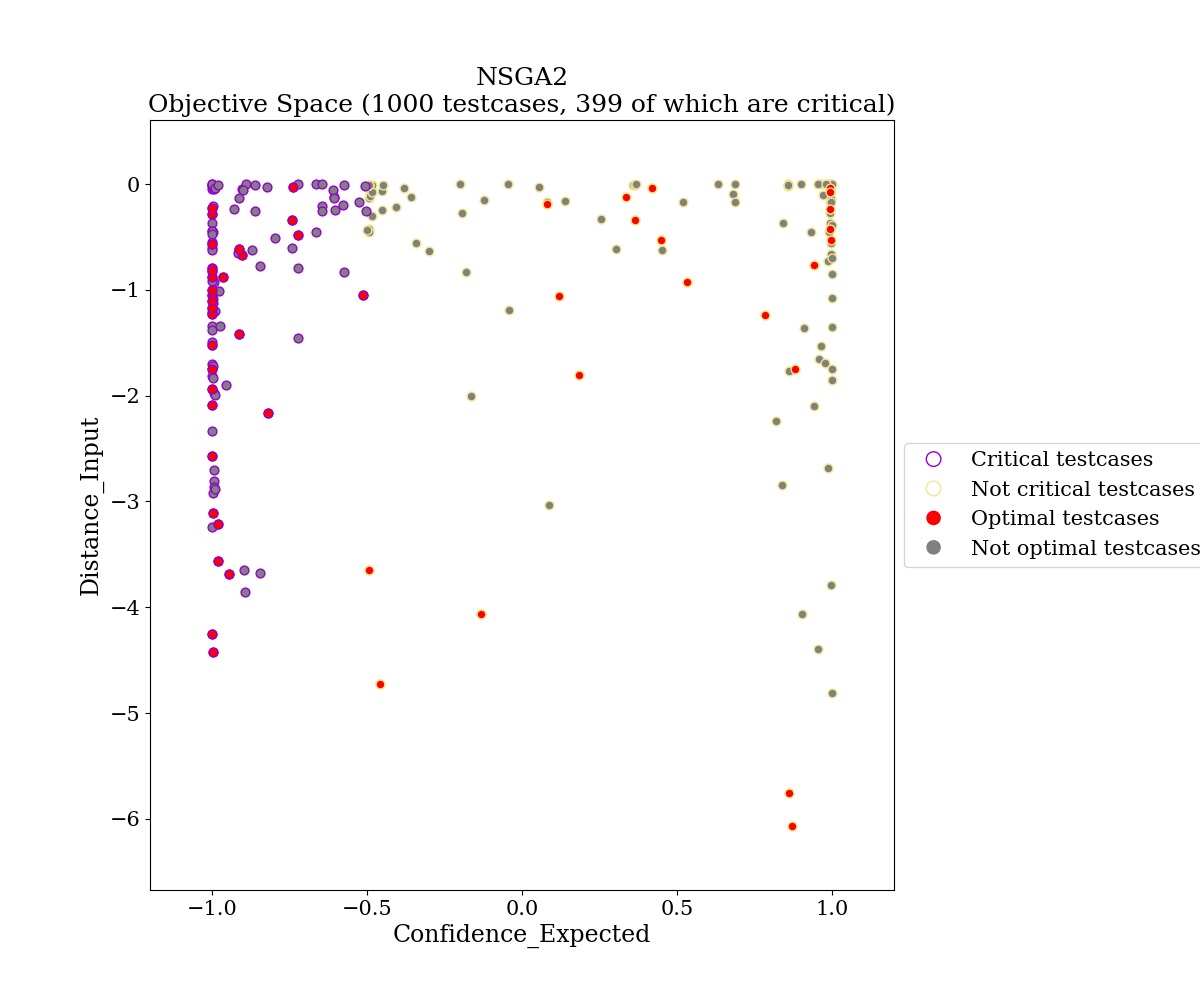 NSGA2
Objective Space (1000 testcases, 399 of which are critical)
0
−1
−2
−3
−4
−5
−6
Distance_Input
−1.0
−0.5
0.0
0.5
1.0
Confidence_Expected
Critical testcases
Not critical testcases
Optimal testcases
Not optimal testcases